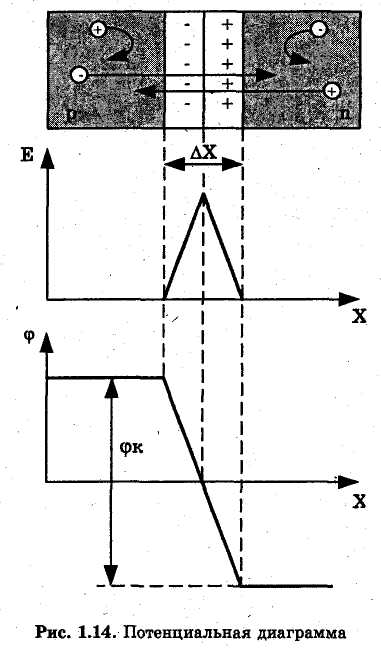 + - + -
- +
- +
- + - +
- +
p n
ΔX
E
X
φ
φк
X
Рис. 1.14. Потенциальная диаграмма